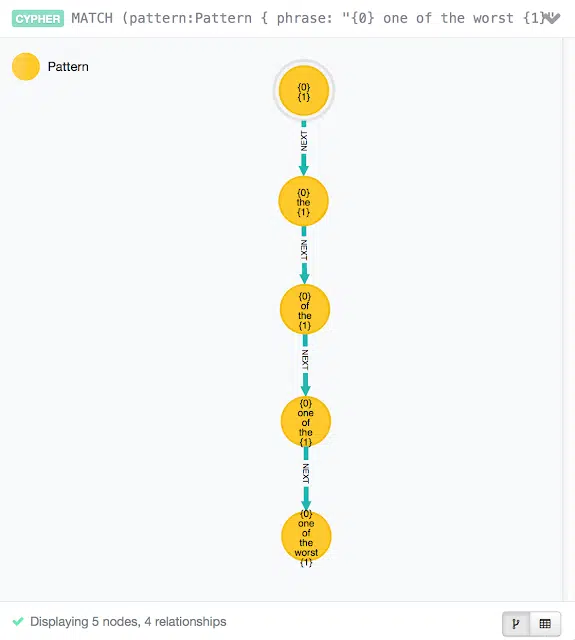 CYPHER MATCH (pattern:Pattern { phrase: "{0} one of the worst {1}"
Pattern
{0}
{1}
NEXT
{0}
the
{1}
NEXT
{0}
of
the
{1}
NEXT
{0}
one
of
the
{1}
NEXT
{0}
one
of
the
worst
{1}
Displaying 5 nodes, 4 relationships